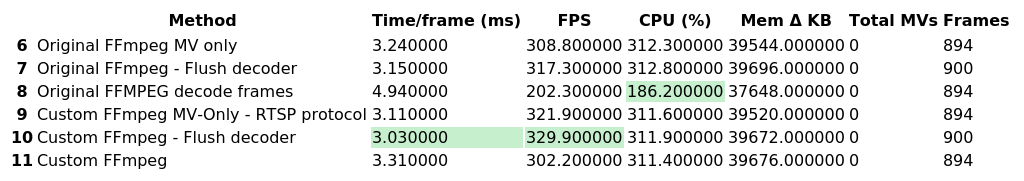 Method Time/frame (ms) FPS CPU (%) Mem Δ KB Total MVs Frames
6 Original FFmpeg MV only 3.240000 308.800000 312.300000 39544.000000 0 894
7 Original FFmpeg - Flush decoder 3.150000 317.300000 312.800000 39696.000000 0 900
8 Original FFMPEG decode frames 4.940000 202.300000 186.200000 37648.000000 0 894
9 Custom FFmpeg MV-Only - RTSP protocol 3.110000 321.900000 311.600000 39520.000000 0 894
10 Custom FFmpeg - Flush decoder 3.030000 329.900000 311.900000 39672.000000 0 900
11 Custom FFmpeg 3.310000 302.200000 311.400000 39676.000000 0 894